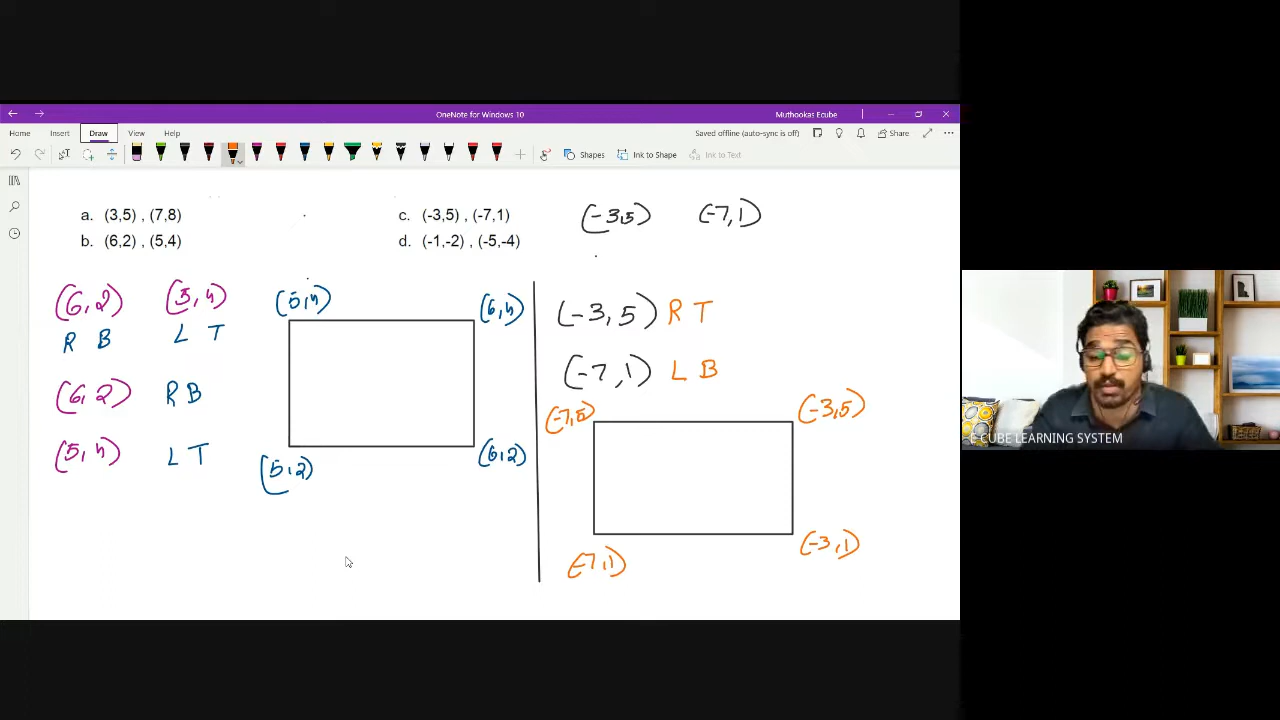 OneNote for Windows 10
Muthookas Ecube
Home Insert Draw View Help
Saved offline (auto-sync is off)
Share
Shapes
Ink to Shape
Ink to Text
a. (3,5) , (7,8)
b. (6,2) , (5,4)
c. (-3,5) , (-7,1)
d. (-1,-2) , (-5,-4)
(-3,5) (-7,1)
(6,2) (5,4)
R B L T
(6,2) R B
(5,4) L T
(5,4) (6,4)
(5,2) (6,2)
(-3,5) R T
(-7,1) L B
(-7,5) (-3,5)
(-7,1) (-3,1)
E CUBE LEARNING SYSTEM